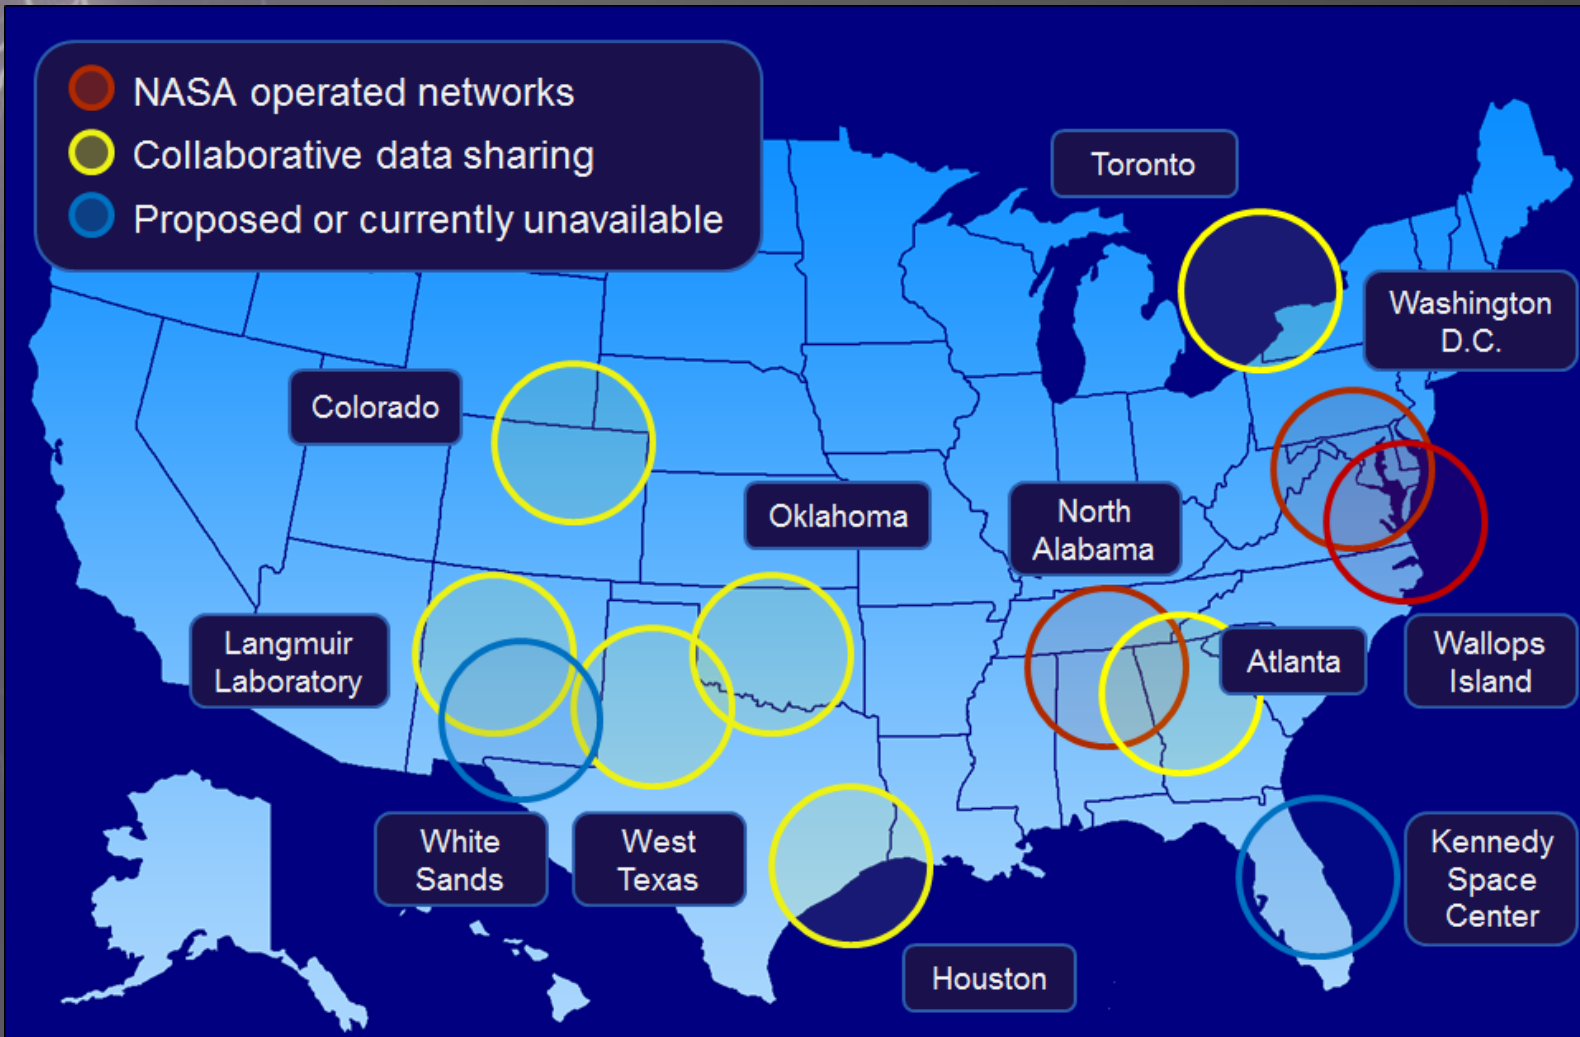 NASA operated networks
Collaborative data sharing
Proposed or currently unavailable
Toronto
Washington
D.C.
Colorado
Oklahoma
North
Alabama
Langmuir
Laboratory
Atlanta
Wallops
Island
White
Sands
West
Texas
Kennedy
Space
Center
Houston